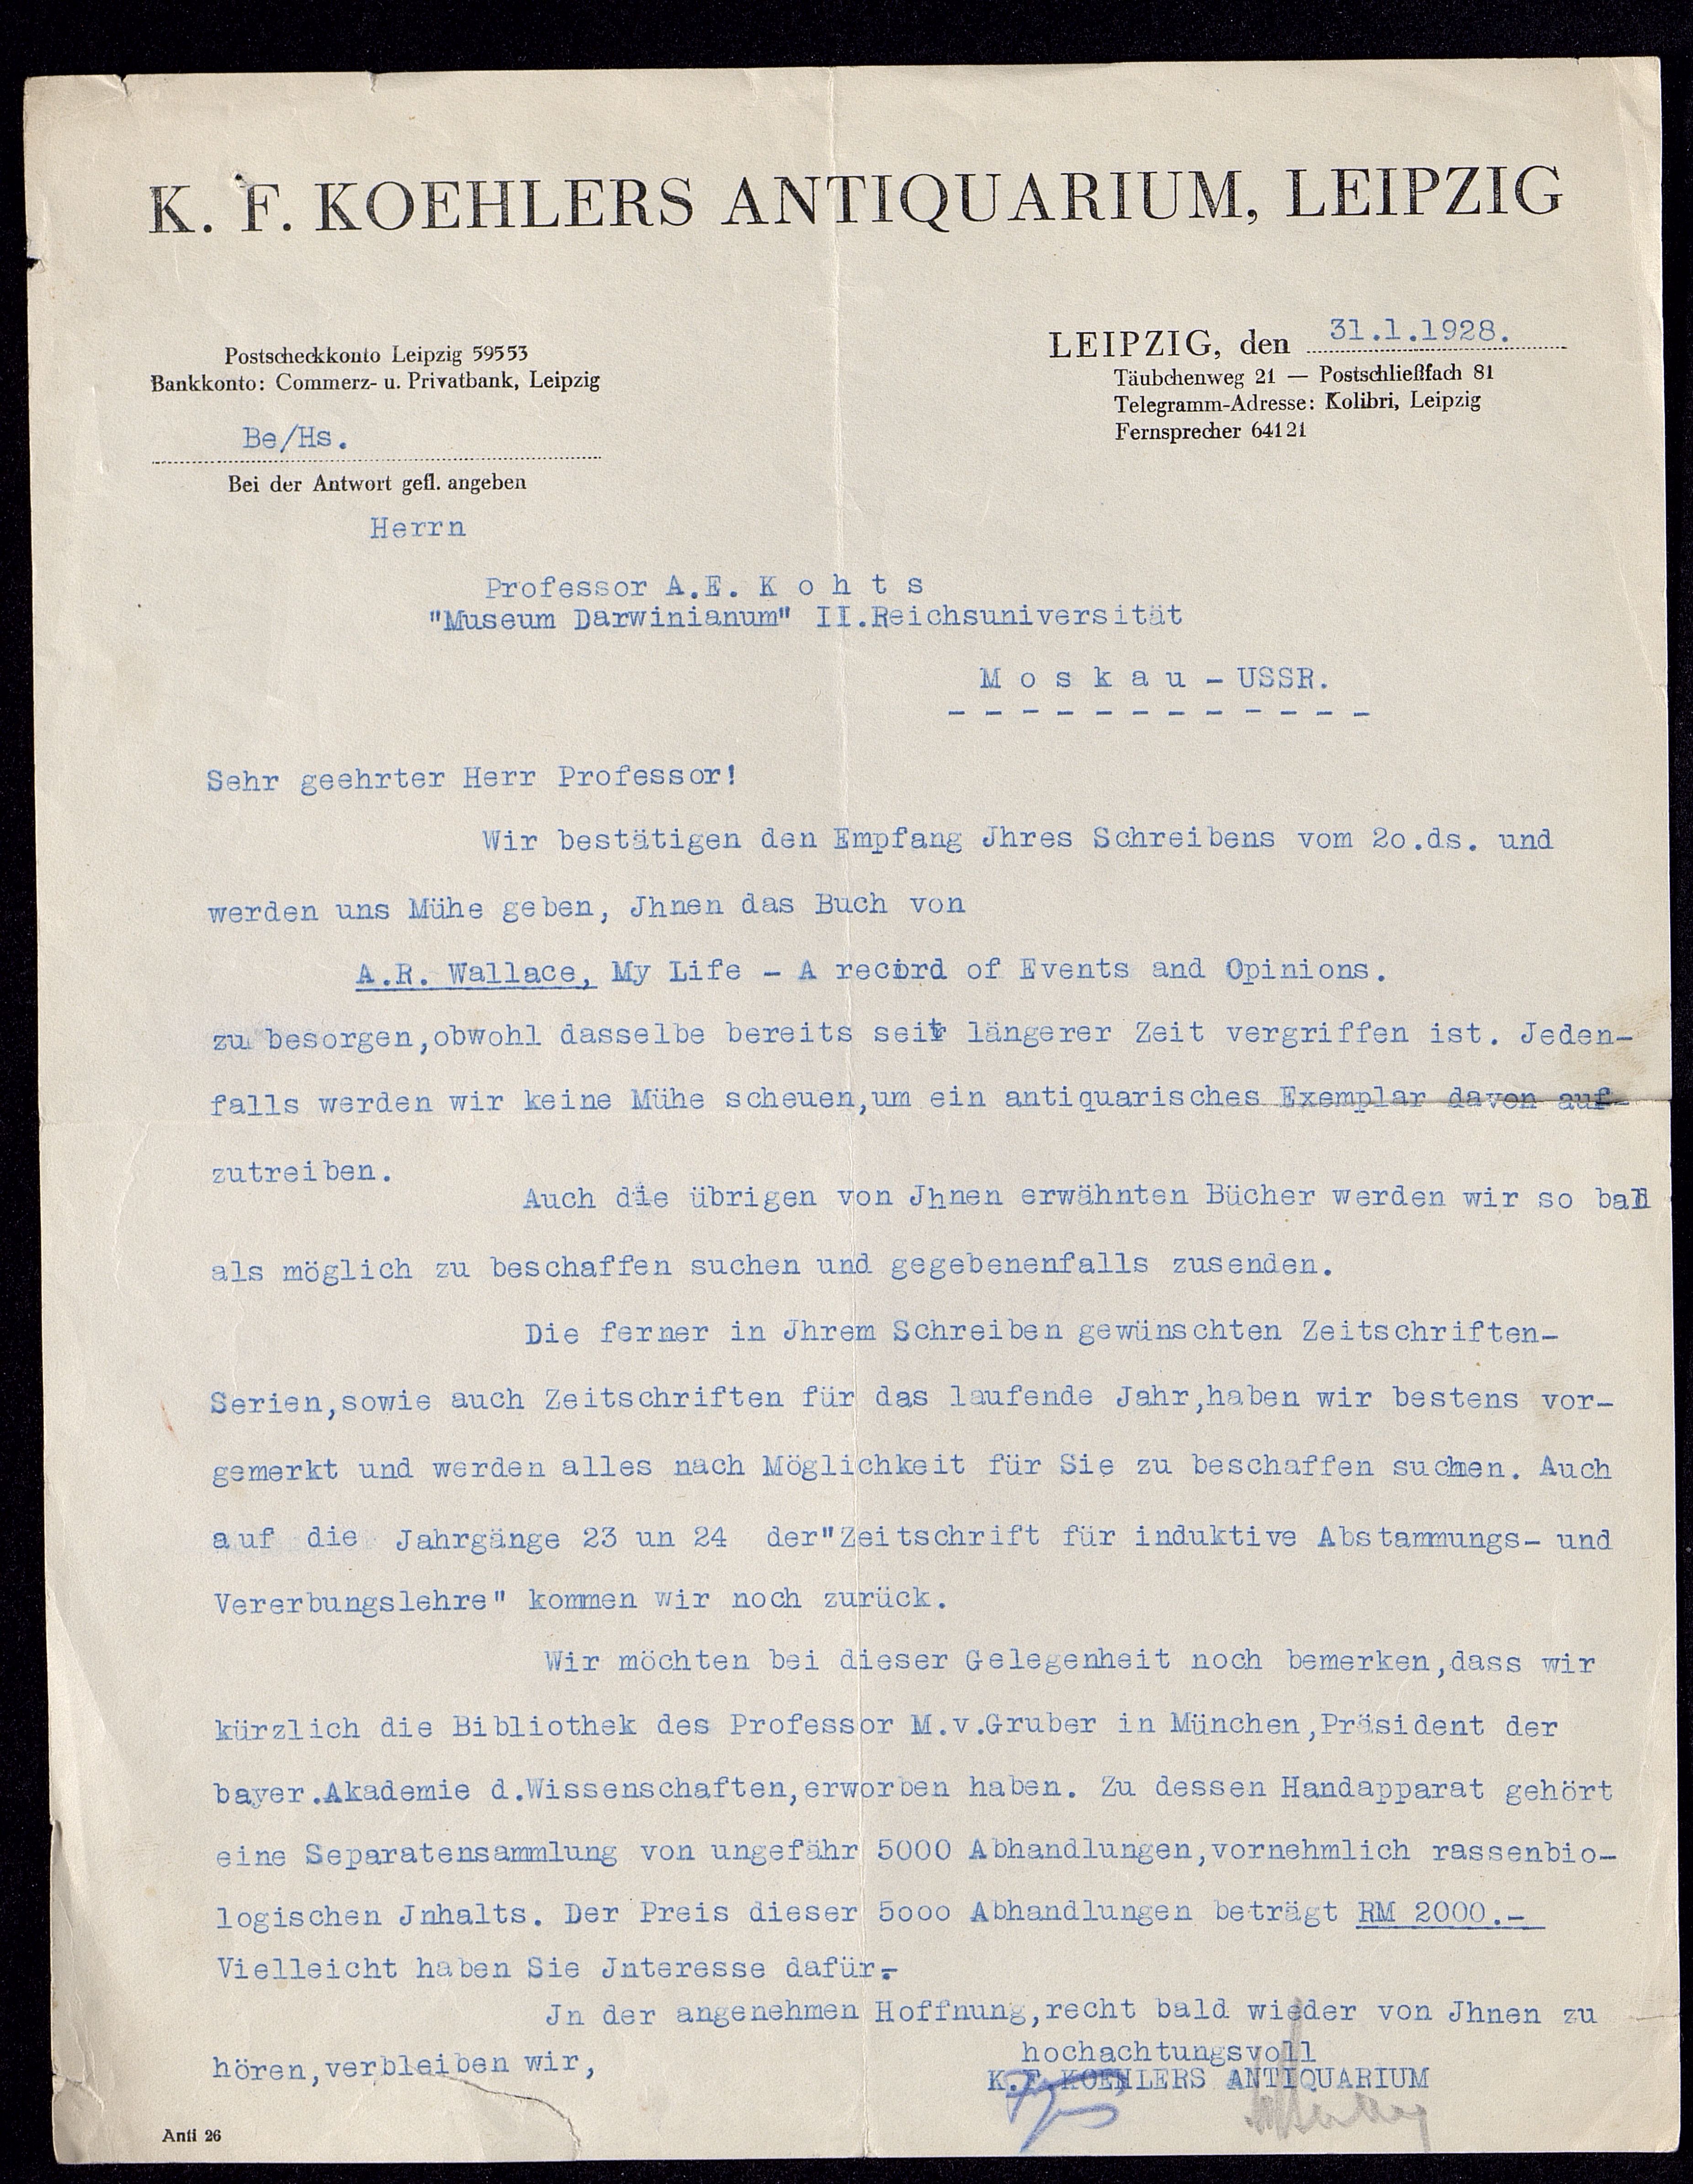 K. F. KOEHLERS ANTIQUARIUM, LEIPZIG
Postscheckkonto Leipzig 59553
Bankkonto: Commerz- u. Privatbank, Leipzig
Be/Hs.
Bei der Antwort gefl. angeben
LEIPZIG, den 31.1.1928.
Täubchenweg 21 — Postschließfach 81
Telegramm-Adresse: Kolibri, Leipzig
Fernsprecher 64121
Herrn
Professor A.E. K o h t s
"Museum Darwinianum" II.Reichsuniversität
M o s k a u - USSR.
- - - - - - - - - - - -
Sehr geehrter Herr Professor!
Wir bestätigen den Empfang Jhres Schreibens vom 2o.ds. und
werden uns Mühe geben, Jhnen das Buch von
A.R. Wallace, My Life - A record of Events and Opinions.
zu besorgen,obwohl dasselbe bereits seit längerer Zeit vergriffen ist. Jeden-
falls werden wir keine Mühe scheuen,um ein antiquarisches Exemplar davon auf-
zutreiben.
Auch die übrigen von Jhnen erwähnten Bücher werden wir so bald
als möglich zu beschaffen suchen und gegebenenfalls zusenden.
Die ferner in Jhrem Schreiben gewünschten Zeitschriften-
Serien,sowie auch Zeitschriften für das laufende Jahr,haben wir bestens vor-
gemerkt und werden alles nach Möglichkeit für Sie zu beschaffen suchen. Auch
auf die Jahrgänge 23 un 24 der"Zeitschrift für induktive Abstammungs- und
Vererbungslehre" kommen wir noch zurück.
Wir möchten bei dieser Gelegenheit noch bemerken,dass wir
kürzlich die Bibliothek des Professor M.v.Gruber in München,Präsident der
bayer.Akademie d.Wissenschaften,erworben haben. Zu dessen Handapparat gehört
eine Separatensammlung von ungefähr 5000 Abhandlungen,vornehmlich rassenbio-
logischen Jnhalts. Der Preis dieser 5ooo Abhandlungen beträgt RM 2000.-
Vielleicht haben Sie Jnteresse dafür.-
Jn der angenehmen Hoffnung,recht bald wieder von Jhnen zu
hören,verbleiben wir,
hochachtungsvoll
K.F. KOEHLERS ANTIQUARIUM
Anti 26